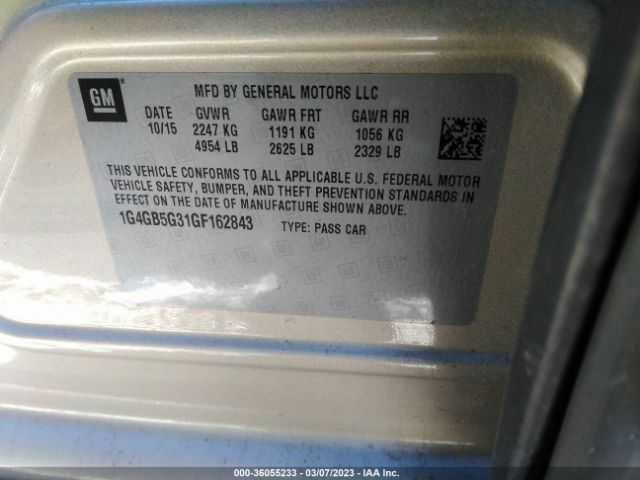 GM
MFD BY GENERAL MOTORS LLC
DATE GVWR GAWR FRT GAWR RR
10/15 2247 KG 1191 KG 1056 KG
4954 LB 2625 LB 2329 LB
THIS VEHICLE CONFORMS TO ALL APPLICABLE U.S. FEDERAL MOTOR
VEHICLE SAFETY, BUMPER, AND THEFT PREVENTION STANDARDS IN
EFFECT ON THE DATE OF MANUFACTURE SHOWN ABOVE.
1G4GB5G31GF162843 TYPE: PASS CAR
000-36055233 — 03/07/2023 — IAA Inc.